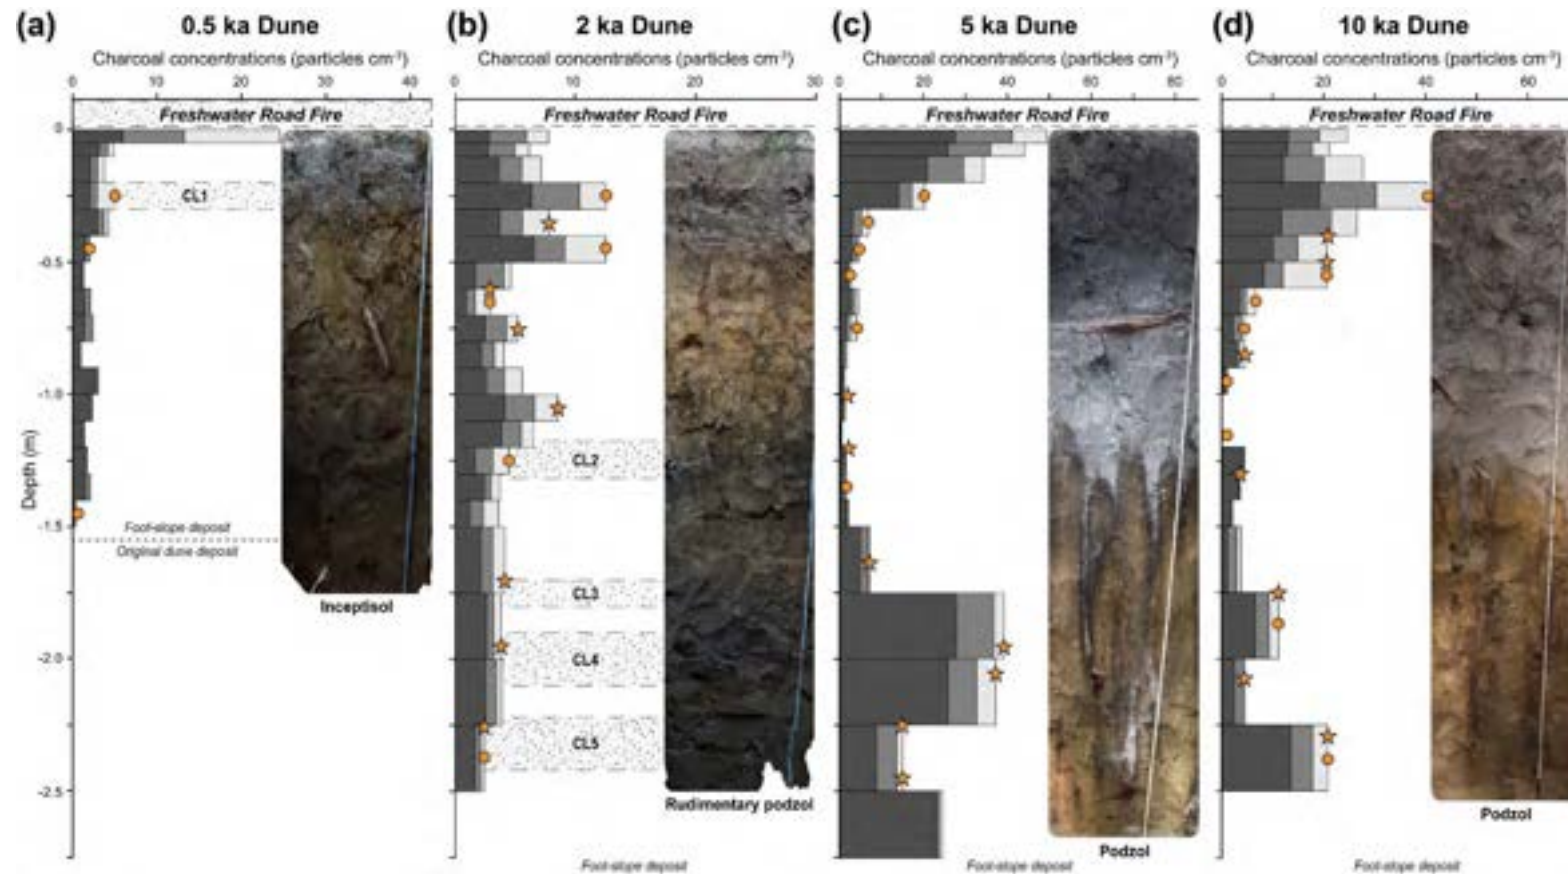 (a) 0.5 ka Dune
Charcoal concentrations (particles cm⁻³)
0 10 20 30 40
Freshwater Road Fire
0
CL1
-0.5
-1.0
Depth (m)
-1.5
Foot-slope deposit
Original dune deposit
Inceptisol
-2.0
-2.5
(b) 2 ka Dune
Charcoal concentrations (particles cm⁻³)
0 10 20 30
Freshwater Road Fire
CL2
CL3
CL4
CL5
Rudimentary podzol
Foot-slope deposit
(c) 5 ka Dune
Charcoal concentrations (particles cm⁻³)
0 20 40 60 80
Freshwater Road Fire
Podzol
Foot-slope deposit
(d) 10 ka Dune
Charcoal concentrations (particles cm⁻³)
0 20 40 60
Freshwater Road Fire
Podzol
Foot-slope deposit